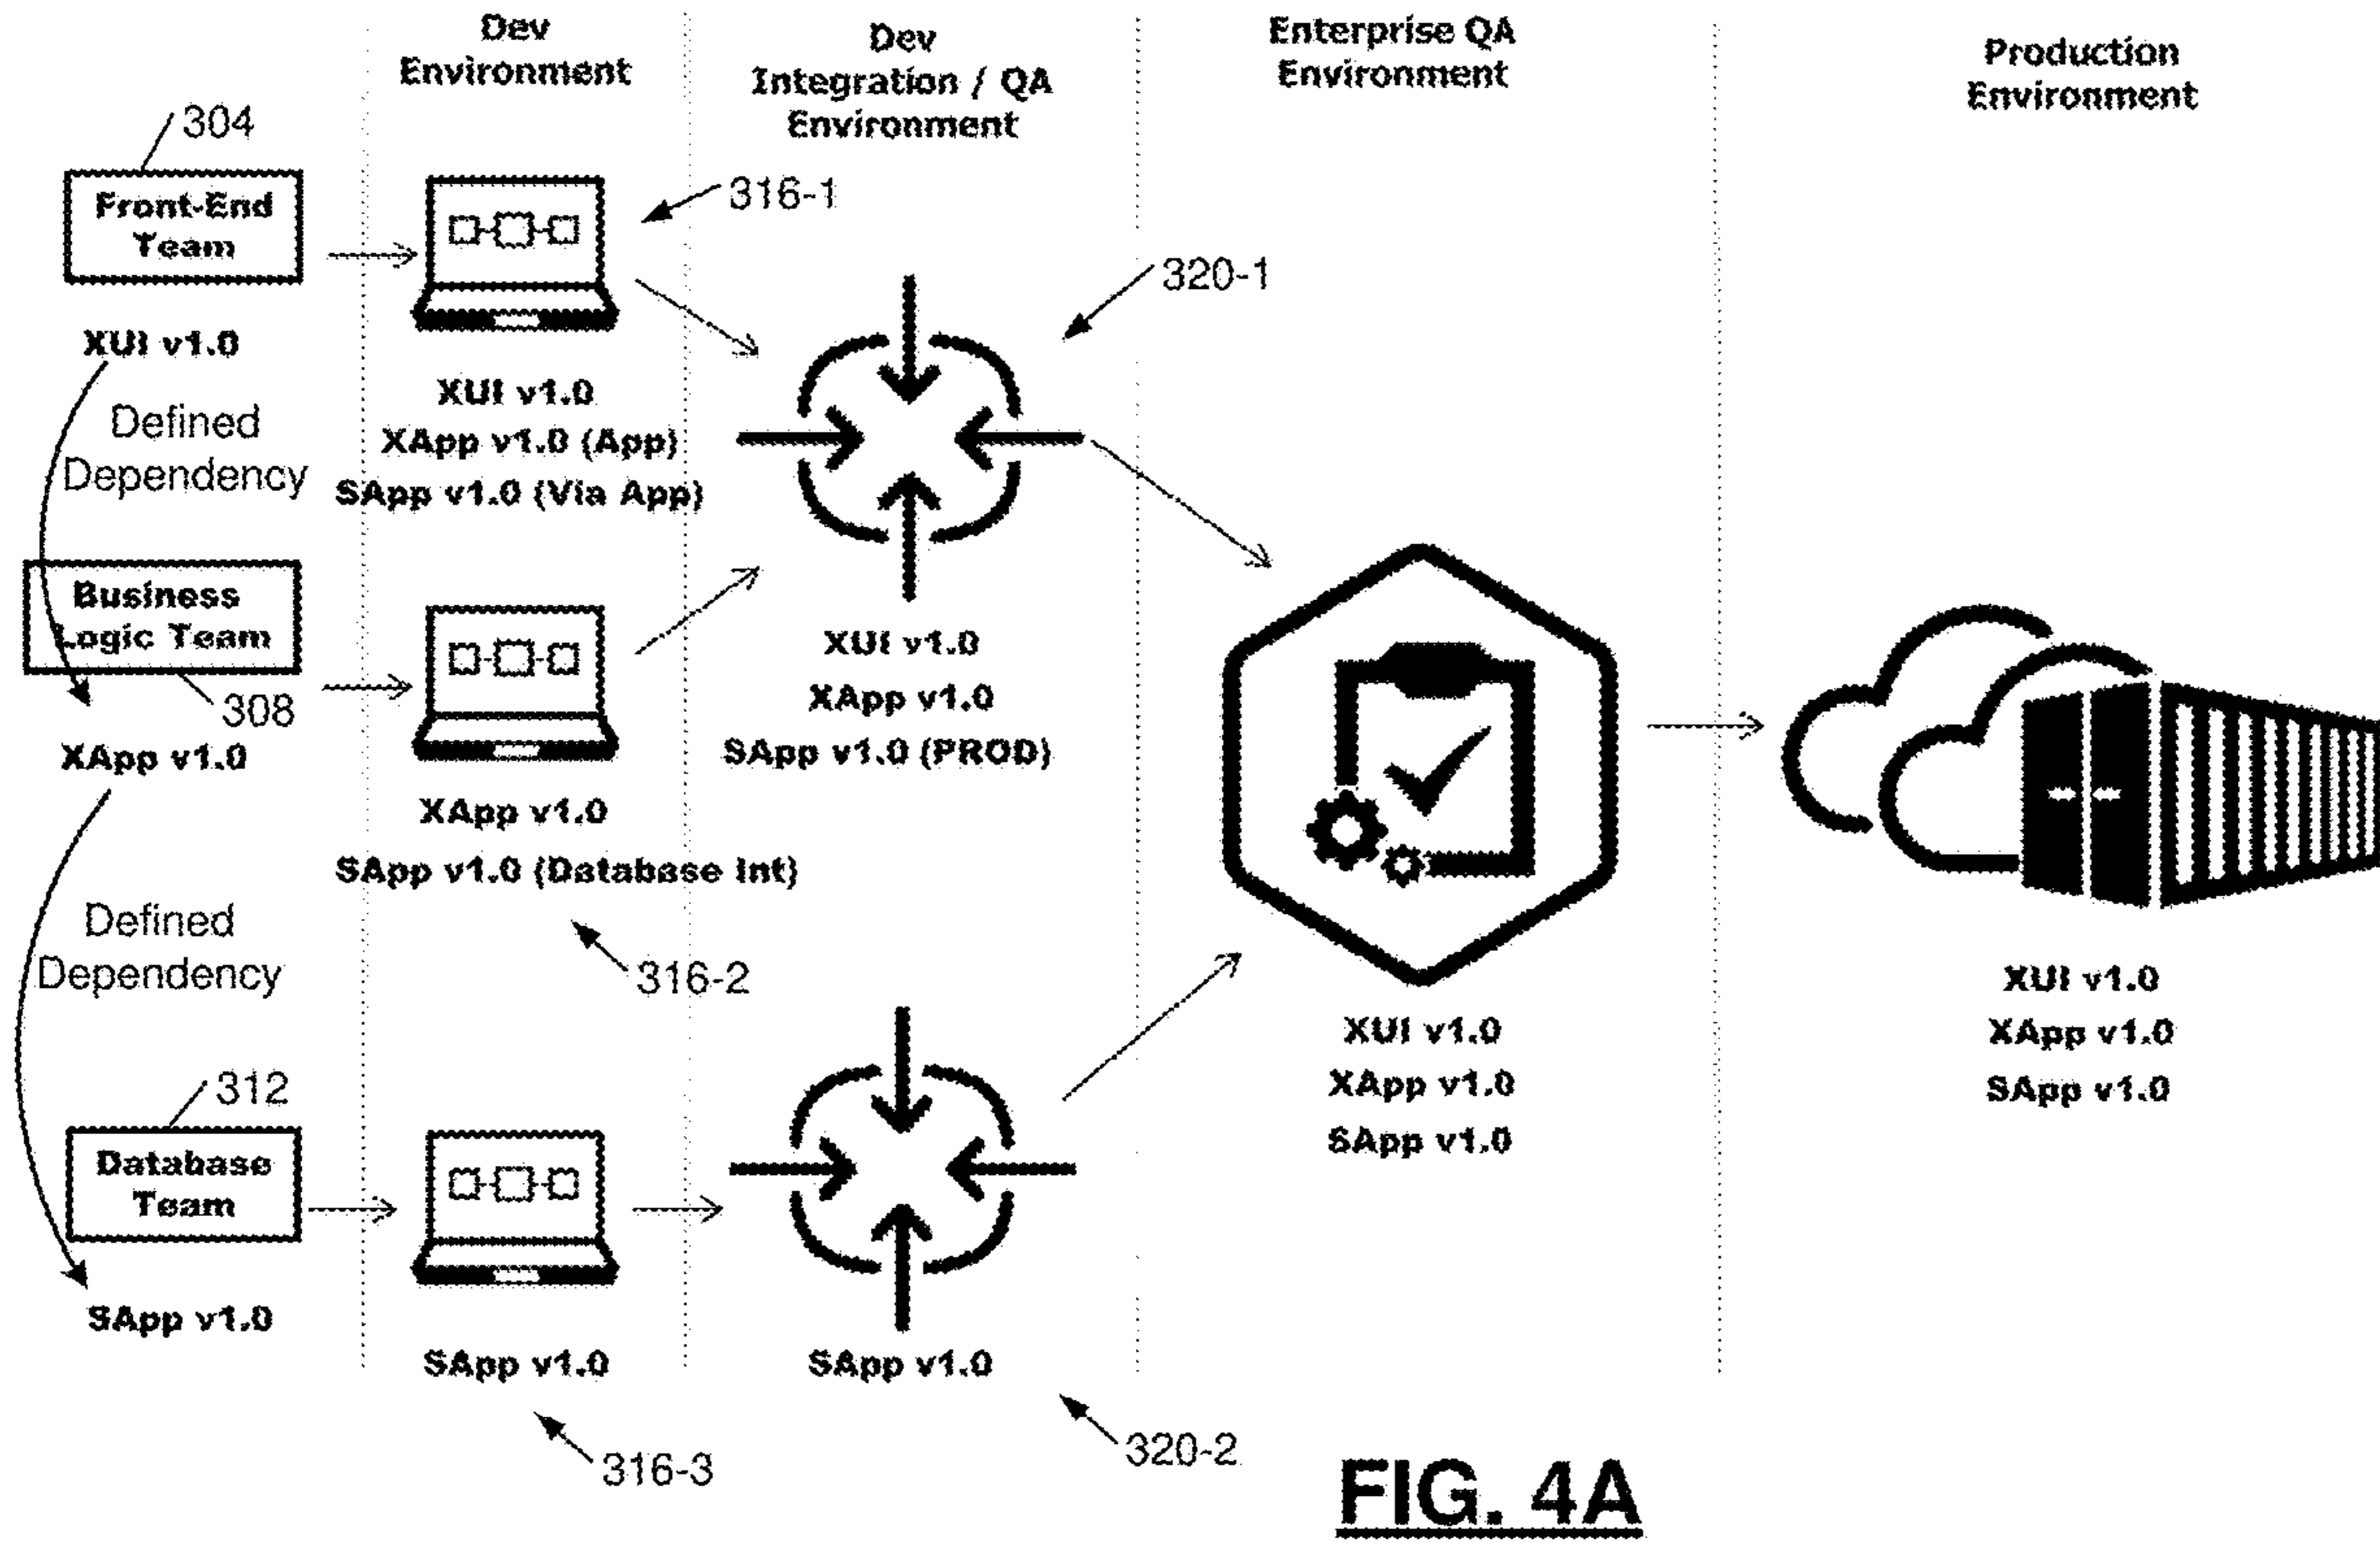 Dev
Environment
Dev
Integration / QA
Environment
Enterprise QA
Environment
Production
Environment
304
Front-End
Team
XUI v1.0
Defined
Dependency
316-1
XUI v1.0
XApp v1.0 (App)
SApp v1.0 (Via App)
320-1
Business
Logic Team
308
XApp v1.0
XApp v1.0
SApp v1.0 (Database Int)
316-2
XUI v1.0
XApp v1.0
SApp v1.0 (PROD)
Defined
Dependency
312
Database
Team
SApp v1.0
SApp v1.0
316-3
SApp v1.0
320-2
XUI v1.0
XApp v1.0
SApp v1.0
XUI v1.0
XApp v1.0
SApp v1.0
FIG. 4A